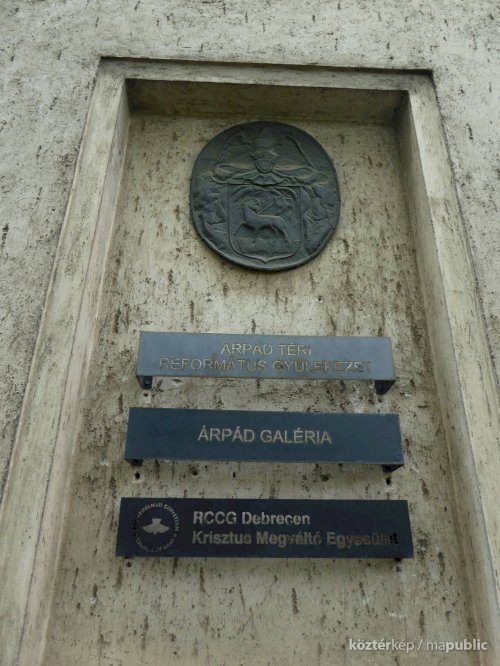 ÁRPÁD TÉRI
REFORMÁTUS GYÜLEKEZET
ÁRPÁD GALÉRIA
RCCG Debrecen
Krisztus Megváltó Egyesület
köztérkép / mapublic